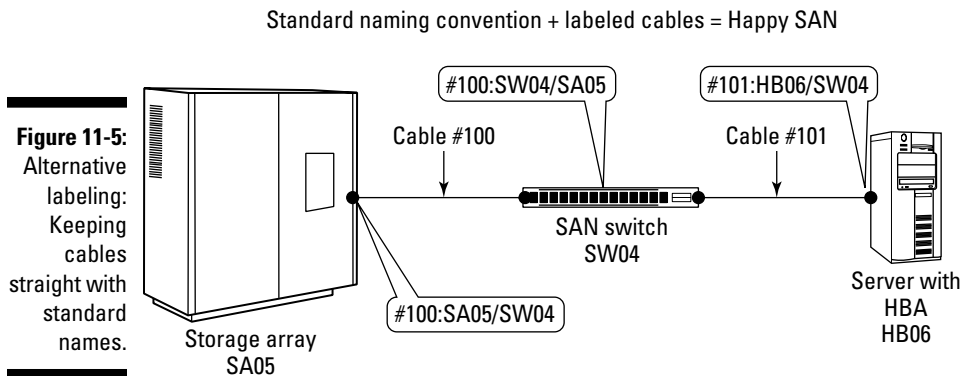 Standard naming convention + labeled cables = Happy SAN
Figure 11-5:
Alternative
labeling:
Keeping
cables
straight with
standard
names.
#100:SW04/SA05
#101:HB06/SW04
Cable #100
Cable #101
SAN switch
SW04
#100:SA05/SW04
Storage array
SA05
Server with
HBA
HB06